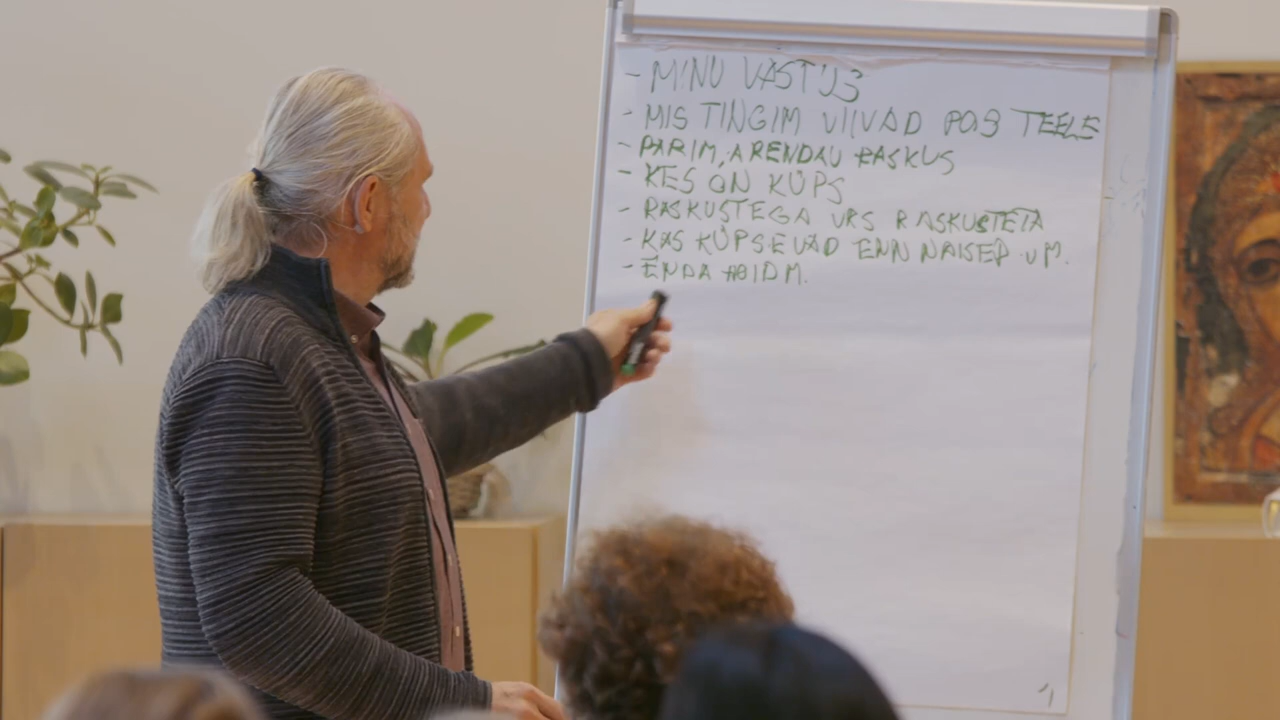 - MINU VASTUS
- MIS TINGIM VIIVAD POS TEELE
- PARIM, ARENDAV RASKUS
- KES ON KÜPS
- RASKUSTEGA VRS RASKUSTETA
- KAS KÜPSEVAD ENN NAISED VM.
- ENDA HOIDM.